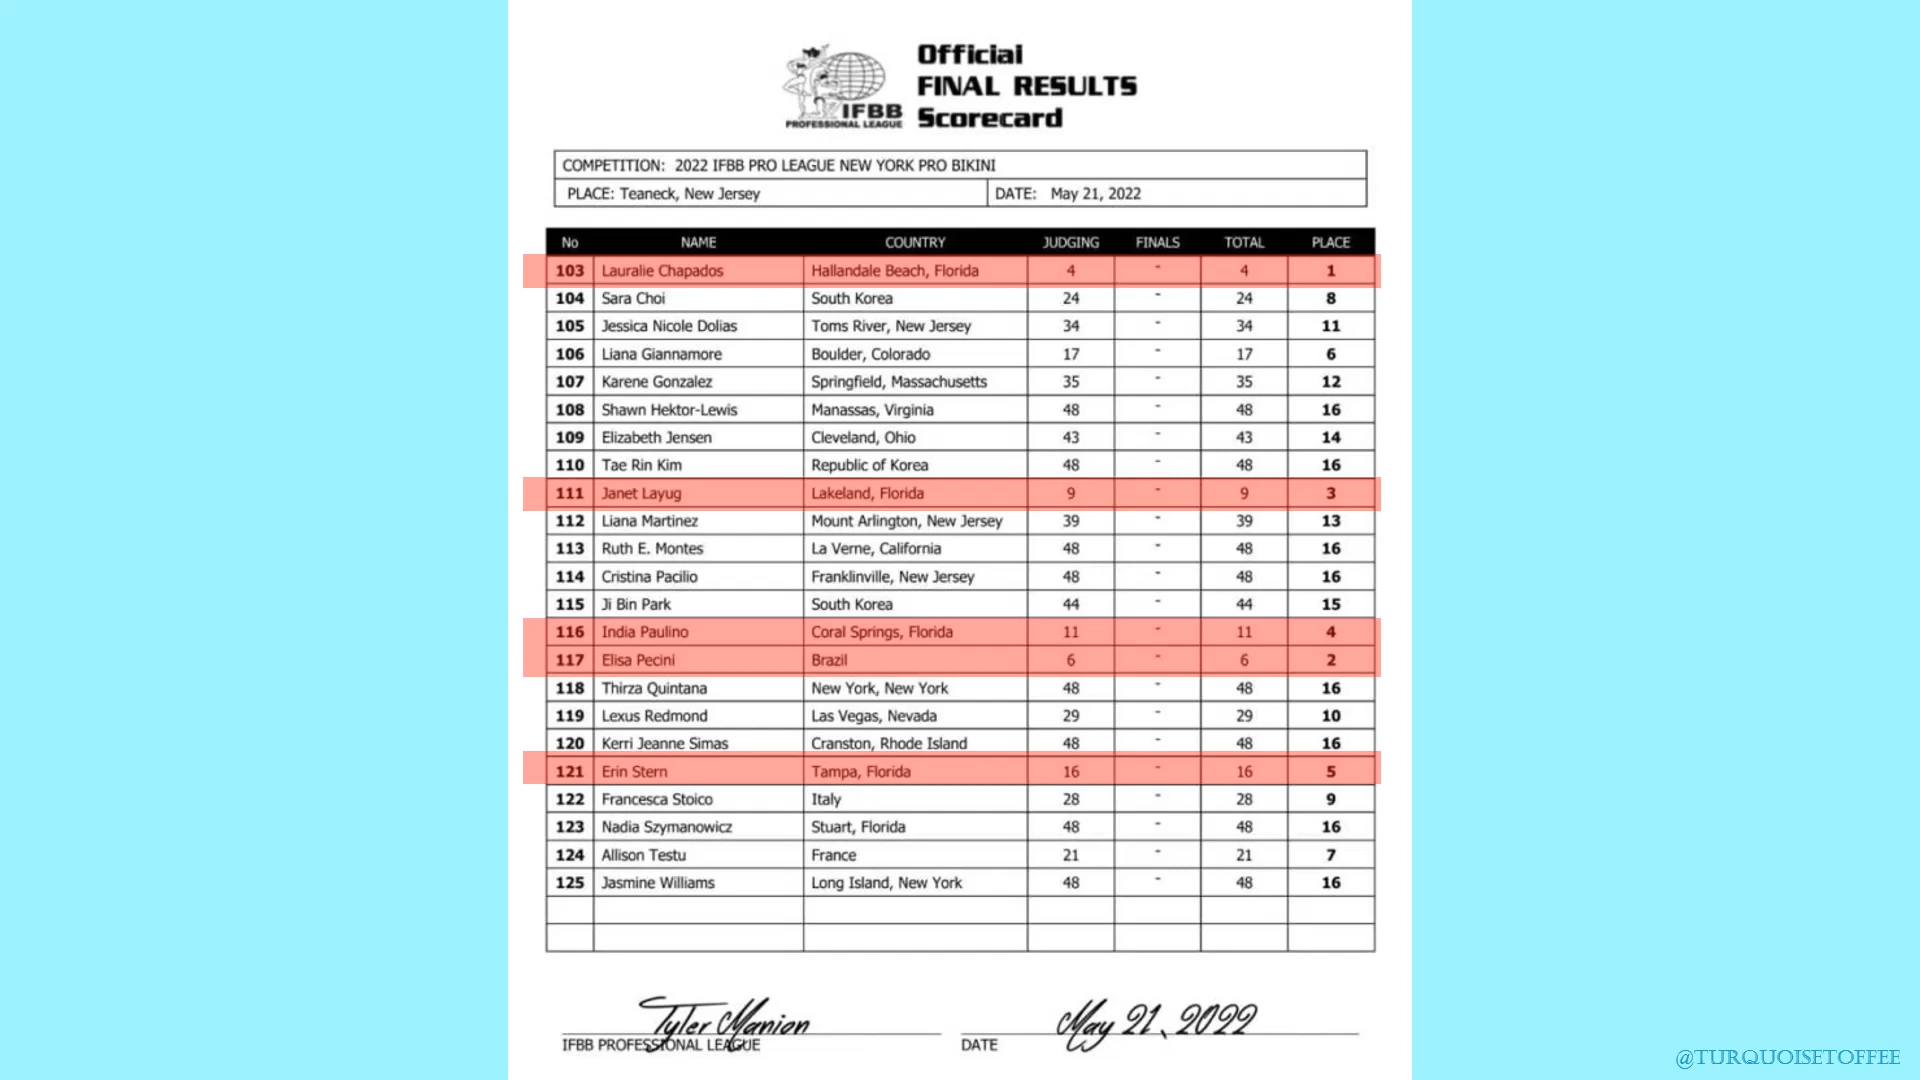 Official
FINAL RESULTS
Scorecard
IFBB
PROFESSIONAL LEAGUE
COMPETITION: 2022 IFBB PRO LEAGUE NEW YORK PRO BIKINI
PLACE: Teaneck, New Jersey DATE: May 21, 2022
No NAME COUNTRY JUDGING FINALS TOTAL PLACE
103 Lauralie Chapados Hallandale Beach, Florida 4 - 4 1
104 Sara Choi South Korea 24 - 24 8
105 Jessica Nicole Dolias Toms River, New Jersey 34 - 34 11
106 Liana Giannamore Boulder, Colorado 17 - 17 6
107 Karene Gonzalez Springfield, Massachusetts 35 - 35 12
108 Shawn Hektor-Lewis Manassas, Virginia 48 - 48 16
109 Elizabeth Jensen Cleveland, Ohio 43 - 43 14
110 Tae Rin Kim Republic of Korea 48 - 48 16
111 Janet Layug Lakeland, Florida 9 - 9 3
112 Liana Martinez Mount Arlington, New Jersey 39 - 39 13
113 Ruth E. Montes La Verne, California 48 - 48 16
114 Cristina Pacilio Franklinville, New Jersey 48 - 48 16
115 Ji Bin Park South Korea 44 - 44 15
116 India Paulino Coral Springs, Florida 11 - 11 4
117 Elisa Pecini Brazil 6 - 6 2
118 Thirza Quintana New York, New York 48 - 48 16
119 Lexus Redmond Las Vegas, Nevada 29 - 29 10
120 Kerri Jeanne Simas Cranston, Rhode Island 48 - 48 16
121 Erin Stern Tampa, Florida 16 - 16 5
122 Francesca Stoico Italy 28 - 28 9
123 Nadia Szymanowicz Stuart, Florida 48 - 48 16
124 Allison Testu France 21 - 21 7
125 Jasmine Williams Long Island, New York 48 - 48 16
Tyler Manion May 21, 2022
IFBB PROFESSIONAL LEAGUE DATE
@TURQUOISETOFFEE